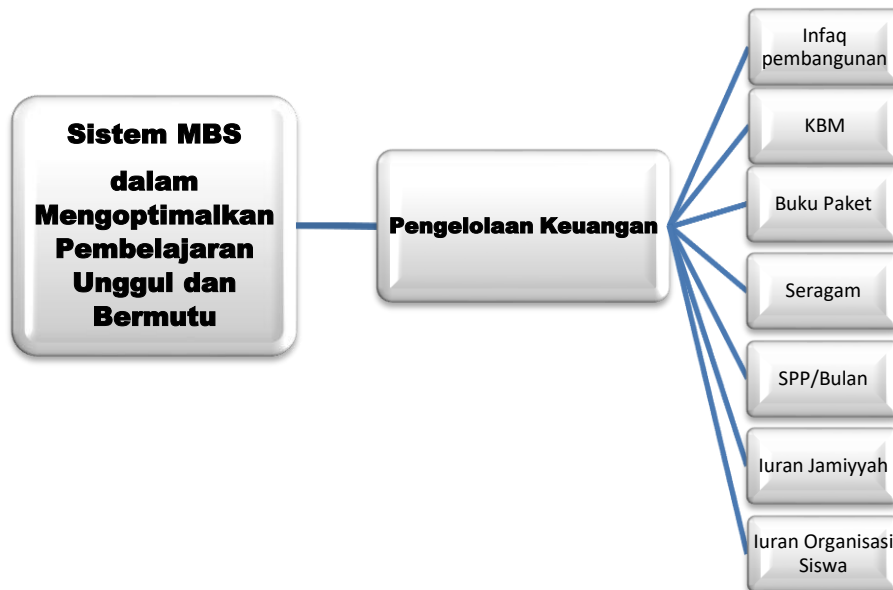 Sistem MBS
dalam
Mengoptimalkan
Pembelajaran
Unggul dan
Bermutu
Pengelolaan Keuangan
Infaq
pembangunan
KBM
Buku Paket
Seragam
SPP/Bulan
Iuran Jamiyyah
Iuran Organisasi
Siswa